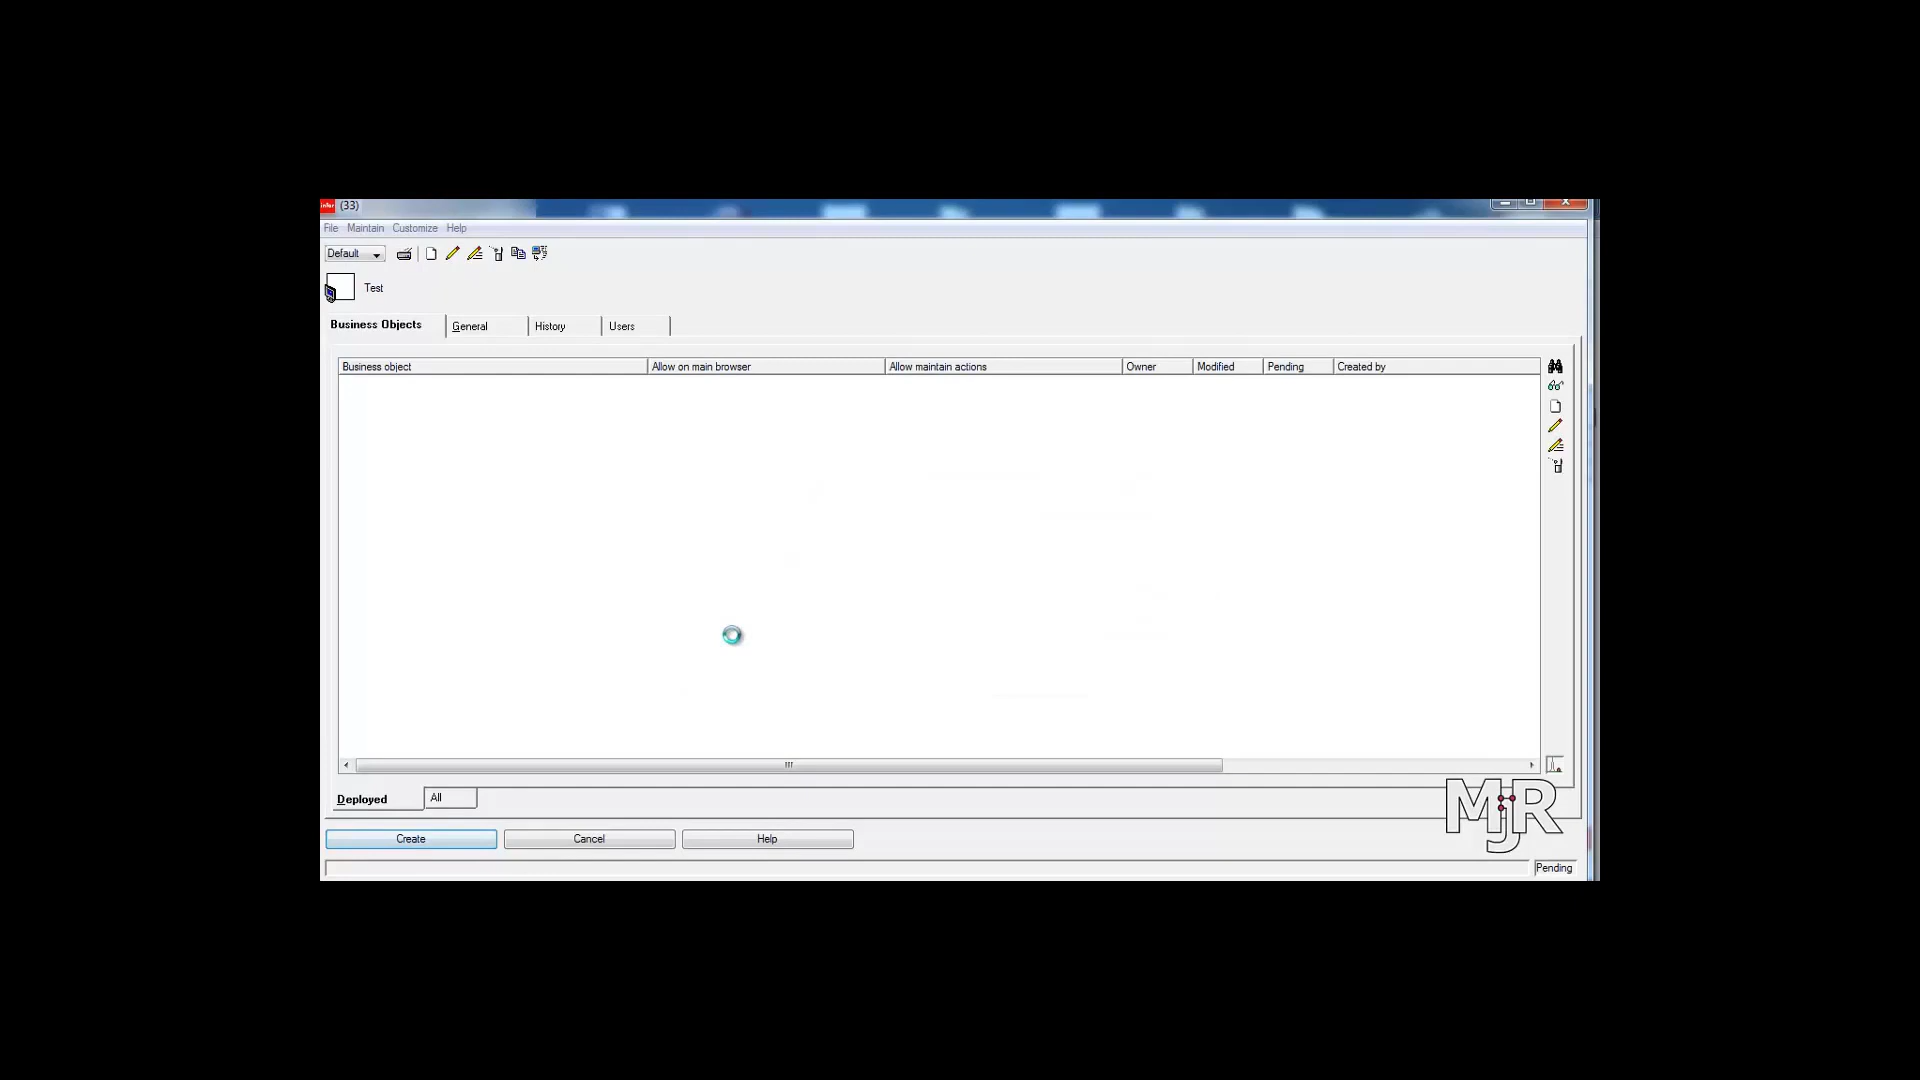 infor (33)
File Maintain Customize Help
Default
Test
Business Objects General History Users
Business object Allow on main browser Allow maintain actions Owner Modified Pending Created by
Deployed All
MjR
Create Cancel Help
Pending